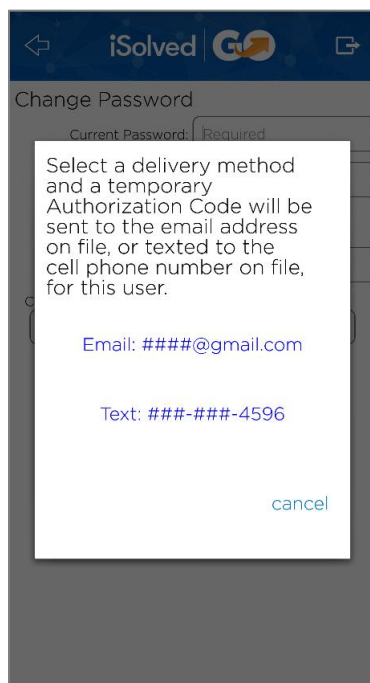 iSolved GO
Change Password
Current Password: Required
Select a delivery method
and a temporary
Authorization Code will be
sent to the email address
on file, or texted to the
cell phone number on file,
for this user.
Email: ####@gmail.com
Text: ###-###-4596
cancel